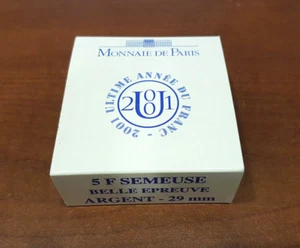 MONNAIE DE PARIS
2001 ULTIME ANNÉE DU FRANC -
2001
5 F SEMEUSE
BELLE EPREUVE
ARGENT - 29 mm